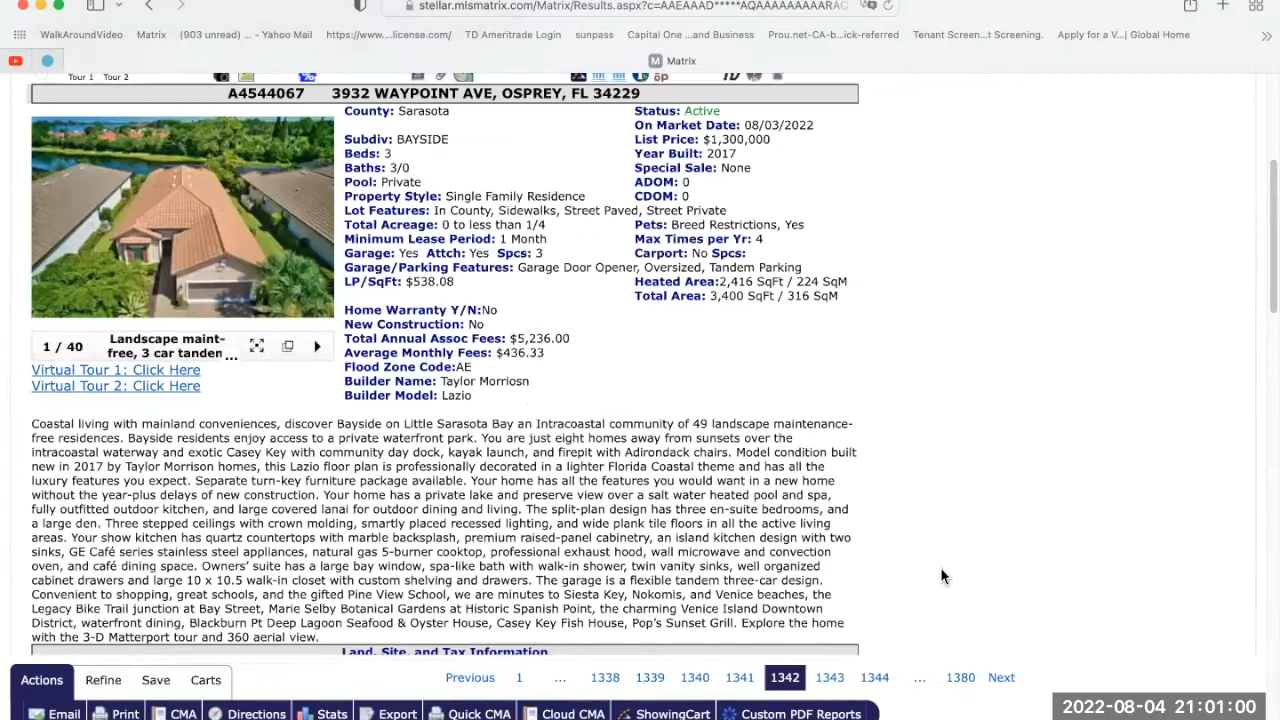 stellar.mlsmatrix.com/Matrix/Results.aspx?c=AAEAAAD*****AQAAAAAAAAARAQ
WalkAroundVideo Matrix (903 unread) ... - Yahoo Mail https://www....license.com/ TD Ameritrade Login sunpass Capital One ...and Business Prou.net-CA-b...ick-referred Tenant Screen...t Screening. Apply for a V...| Global Home
M Matrix
Tour 1 Tour 2
A4544067 3932 WAYPOINT AVE, OSPREY, FL 34229
County: Sarasota Status: Active
On Market Date: 08/03/2022
Subdiv: BAYSIDE List Price: $1,300,000
Beds: 3 Year Built: 2017
Baths: 3/0 Special Sale: None
Pool: Private ADOM: 0
Property Style: Single Family Residence CDOM: 0
Lot Features: In County, Sidewalks, Street Paved, Street Private
Total Acreage: 0 to less than 1/4 Pets: Breed Restrictions, Yes
Minimum Lease Period: 1 Month Max Times per Yr: 4
Garage: Yes Attch: Yes Spcs: 3 Carport: No Spcs:
Garage/Parking Features: Garage Door Opener, Oversized, Tandem Parking
LP/SqFt: $538.08 Heated Area:2,416 SqFt / 224 SqM
Total Area: 3,400 SqFt / 316 SqM
Home Warranty Y/N:No
New Construction: No
Total Annual Assoc Fees: $5,236.00
Average Monthly Fees: $436.33
Flood Zone Code:AE
Builder Name: Taylor Morriosn
Builder Model: Lazio
1 / 40 Landscape maint-
free, 3 car tanden ...
Virtual Tour 1: Click Here
Virtual Tour 2: Click Here
Coastal living with mainland conveniences, discover Bayside on Little Sarasota Bay an Intracoastal community of 49 landscape maintenance-
free residences. Bayside residents enjoy access to a private waterfront park. You are just eight homes away from sunsets over the
intracoastal waterway and exotic Casey Key with community day dock, kayak launch, and firepit with Adirondack chairs. Model condition built
new in 2017 by Taylor Morrison homes, this Lazio floor plan is professionally decorated in a lighter Florida Coastal theme and has all the
luxury features you expect. Separate turn-key furniture package available. Your home has all the features you would want in a new home
without the year-plus delays of new construction. Your home has a private lake and preserve view over a salt water heated pool and spa,
fully outfitted outdoor kitchen, and large covered lanai for outdoor dining and living. The split-plan design has three en-suite bedrooms, and
a large den. Three stepped ceilings with crown molding, smartly placed recessed lighting, and wide plank tile floors in all the active living
areas. Your show kitchen has quartz countertops with marble backsplash, premium raised-panel cabinetry, an island kitchen design with two
sinks, GE Café series stainless steel appliances, natural gas 5-burner cooktop, professional exhaust hood, wall microwave and convection
oven, and café dining space. Owners’ suite has a large bay window, spa-like bath with walk-in shower, twin vanity sinks, well organized
cabinet drawers and large 10 x 10.5 walk-in closet with custom shelving and drawers. The garage is a flexible tandem three-car design.
Convenient to shopping, great schools, and the gifted Pine View School, we are minutes to Siesta Key, Nokomis, and Venice beaches, the
Legacy Bike Trail junction at Bay Street, Marie Selby Botanical Gardens at Historic Spanish Point, the charming Venice Island Downtown
District, waterfront dining, Blackburn Pt Deep Lagoon Seafood & Oyster House, Casey Key Fish House, Pop's Sunset Grill. Explore the home
with the 3-D Matterport tour and 360 aerial view.
Land, Site, and Tax Information
Actions Refine Save Carts Previous 1 ... 1338 1339 1340 1341 1342 1343 1344 ... 1380 Next
Email Print CMA Directions Stats Export Quick CMA Cloud CMA ShowingCart Custom PDF Reports
2022-08-04 21:01:00